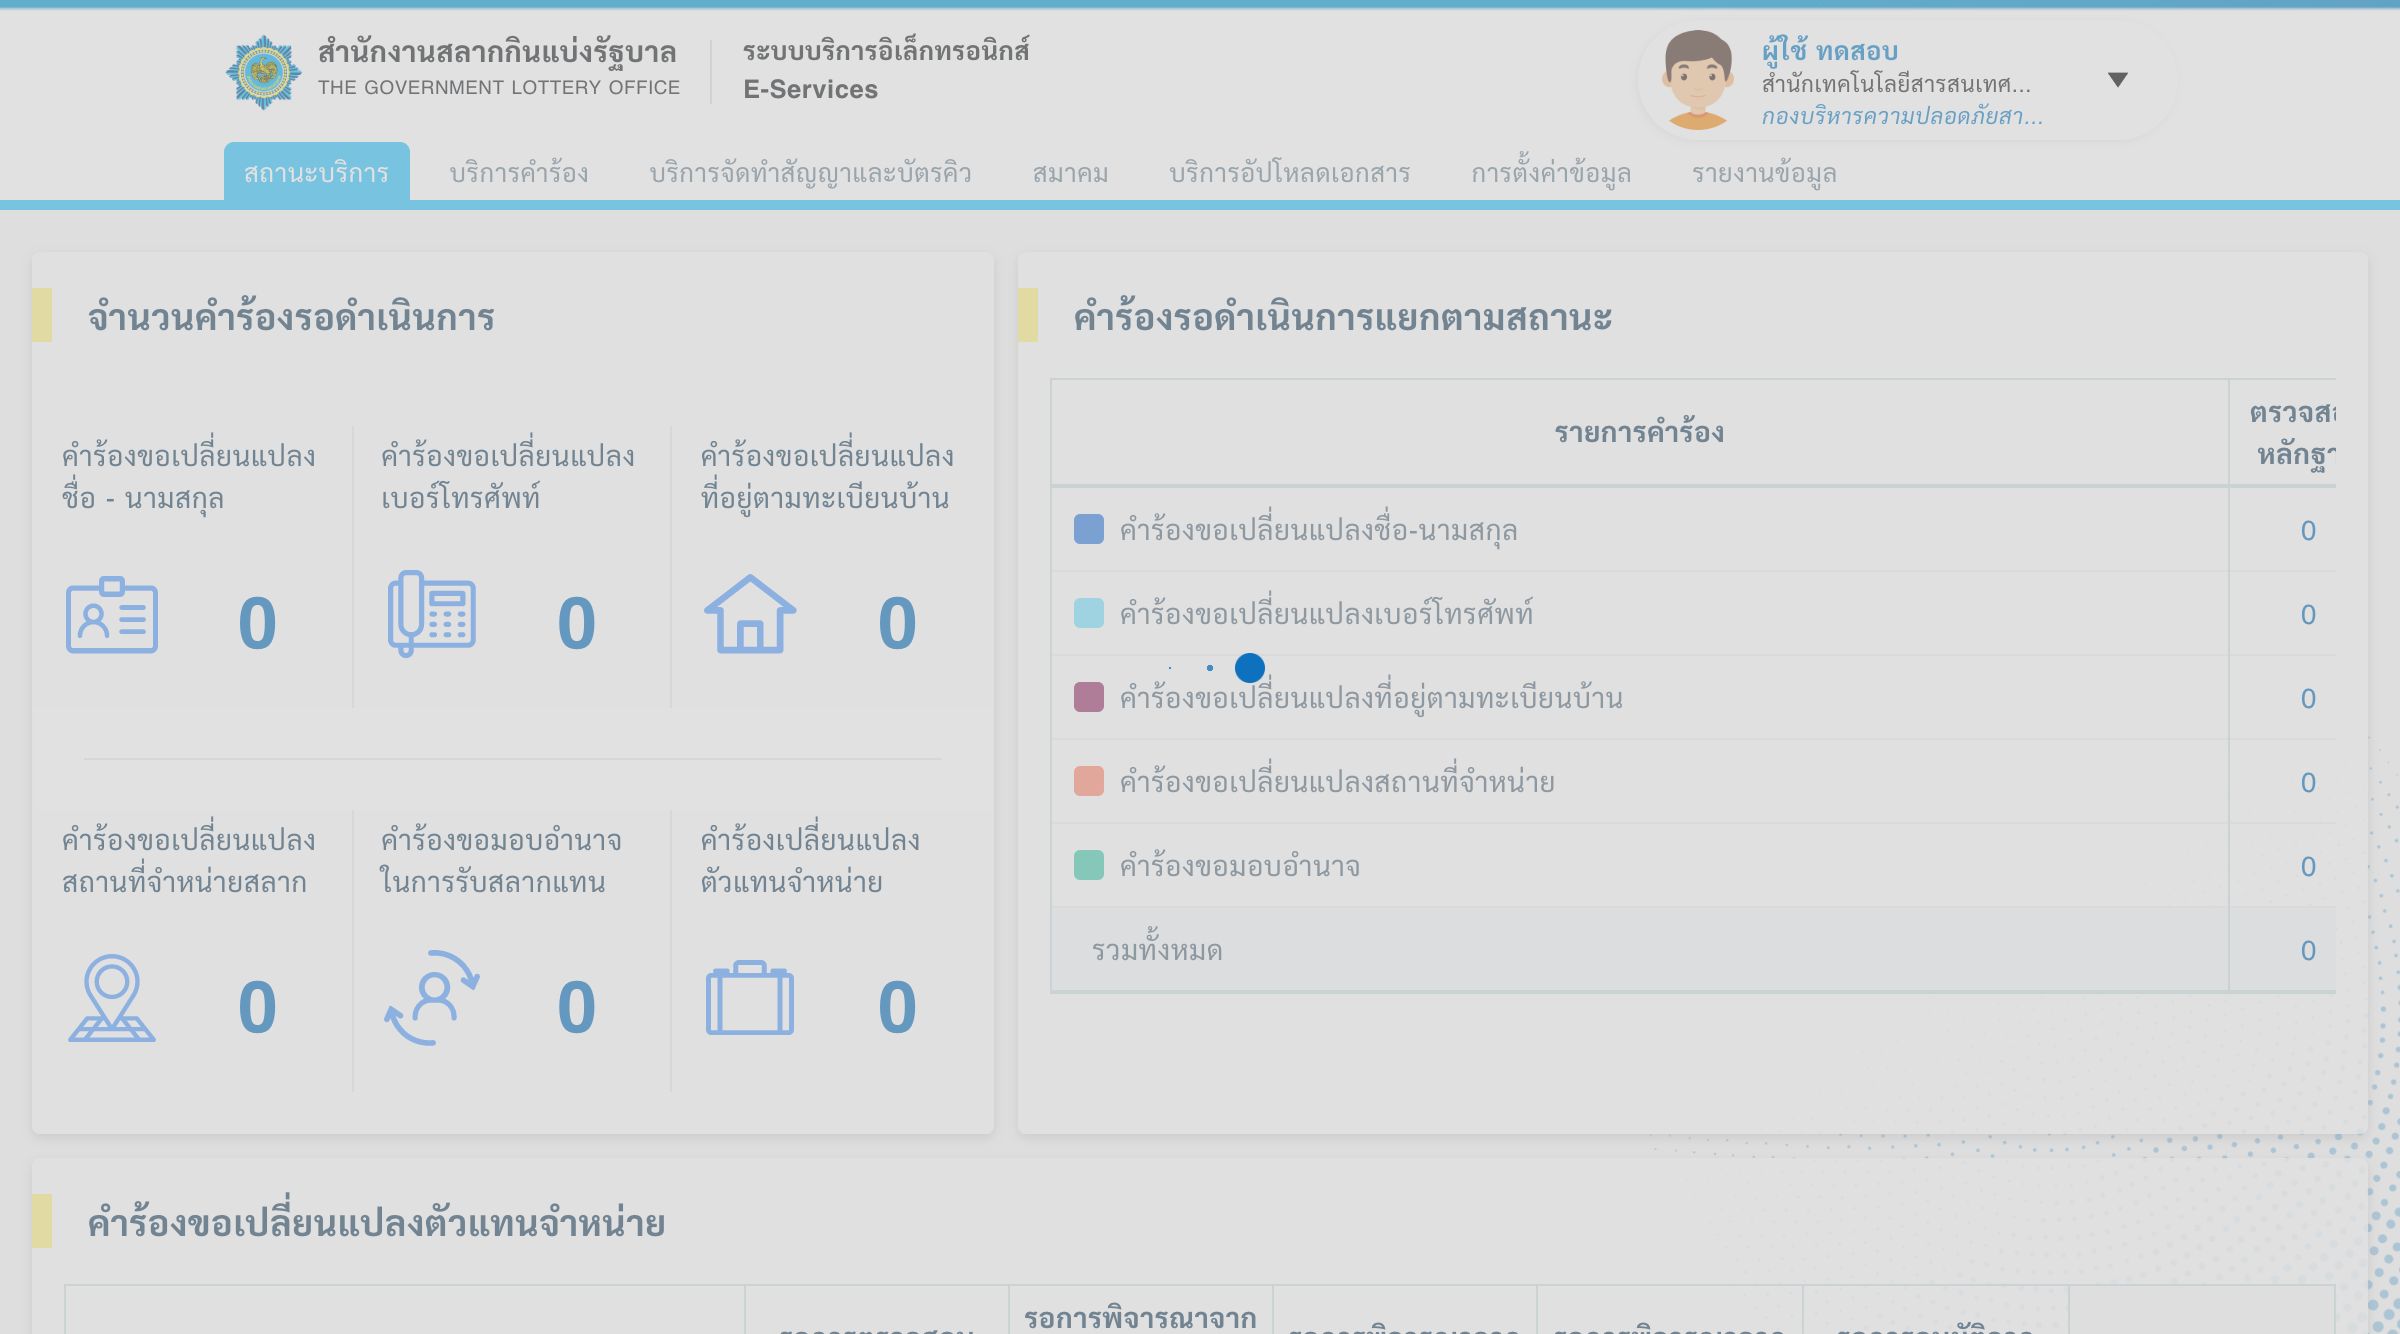 สำนักงานสลากกินแบ่งรัฐบาล
THE GOVERNMENT LOTTERY OFFICE
ระบบบริการอิเล็กทรอนิกส์
E-Services
ผู้ใช้ ทดสอบ
สำนักเทคโนโลยีสารสนเทศ...
กองบริหารความปลอดภัยสา...
สถานะบริการ
บริการคำร้อง
บริการจัดทำสัญญาและบัตรคิว
สมาคม
บริการอัปโหลดเอกสาร
การตั้งค่าข้อมูล
รายงานข้อมูล
จำนวนคำร้องรอดำเนินการ
คำร้องขอเปลี่ยนแปลง
ชื่อ - นามสกุล
0
คำร้องขอเปลี่ยนแปลง
เบอร์โทรศัพท์
0
คำร้องขอเปลี่ยนแปลง
ที่อยู่ตามทะเบียนบ้าน
0
คำร้องขอเปลี่ยนแปลง
สถานที่จำหน่ายสลาก
0
คำร้องขอมอบอำนาจ
ในการรับสลากแทน
0
คำร้องเปลี่ยนแปลง
ตัวแทนจำหน่าย
0
คำร้องรอดำเนินการแยกตามสถานะ
รายการคำร้อง
คำร้องขอเปลี่ยนแปลงชื่อ-นามสกุล 0
คำร้องขอเปลี่ยนแปลงเบอร์โทรศัพท์ 0
คำร้องขอเปลี่ยนแปลงที่อยู่ตามทะเบียนบ้าน 0
คำร้องขอเปลี่ยนแปลงสถานที่จำหน่าย 0
คำร้องขอมอบอำนาจ 0
รวมทั้งหมด 0
คำร้องขอเปลี่ยนแปลงตัวแทนจำหน่าย
รอการพิจารณาจาก